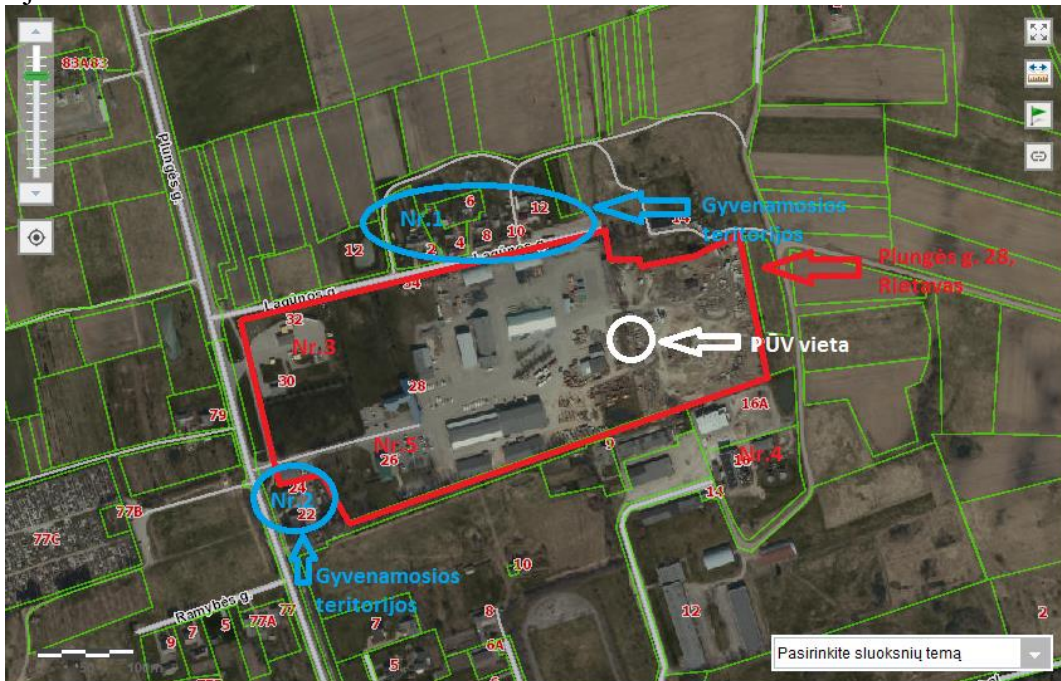 83A
83
Plungės g.
6
Nr.1
12
14
Gyvenamosios
teritorijos
2
4
8
10
12
Lagūnos g.
Plungės g. 28,
Rietavas
34
Lagūnos g.
32
Nr.3
PŪV vieta
30
28
79
16A
Nr.5
26
9
Nr.4
24
Nr.2
22
14
77B
77C
Gyvenamosios
teritorijos
10
Ramybės g.
77
77A
5
7
9
7
8
6A
5
12
2
100m
Pasirinkite sluoksnių temą